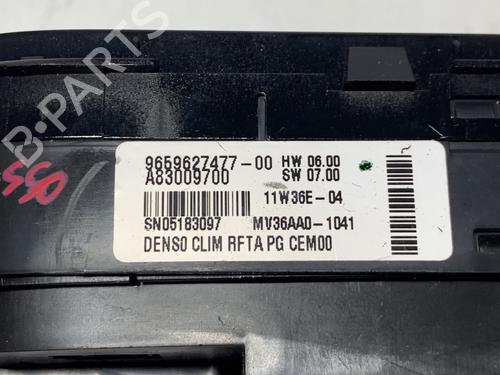 9659627477-00 HW 06.00
A83009700 SW 07.00
11W36E-04
SN05183097 MV36AA0-1041
DENSO CLIM RFTA PG CEM00
B-PARTS